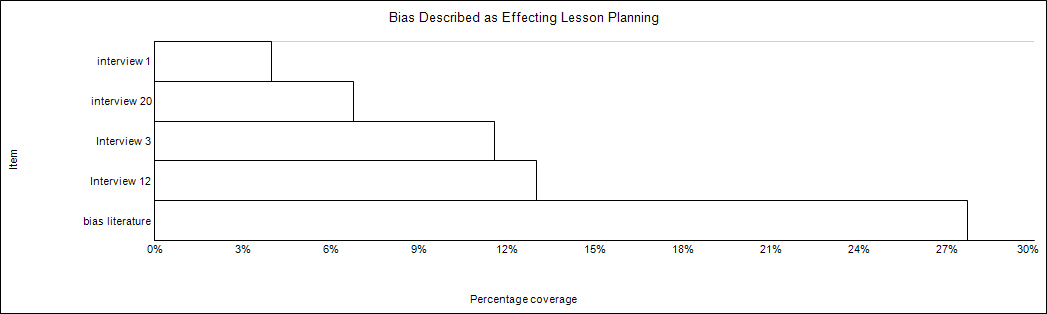 Bias Described as Effecting Lesson Planning
interview 1
interview 20
Interview 3
Interview 12
bias literature
Item
0% 3% 6% 9% 12% 15% 18% 21% 24% 27% 30%
Percentage coverage